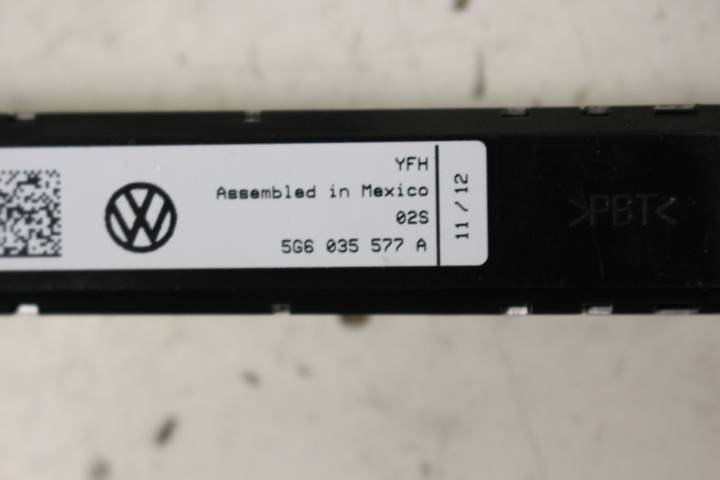 YFH
Assembled in Mexico
02S
5G6 035 577 A
11/12
>PBT<